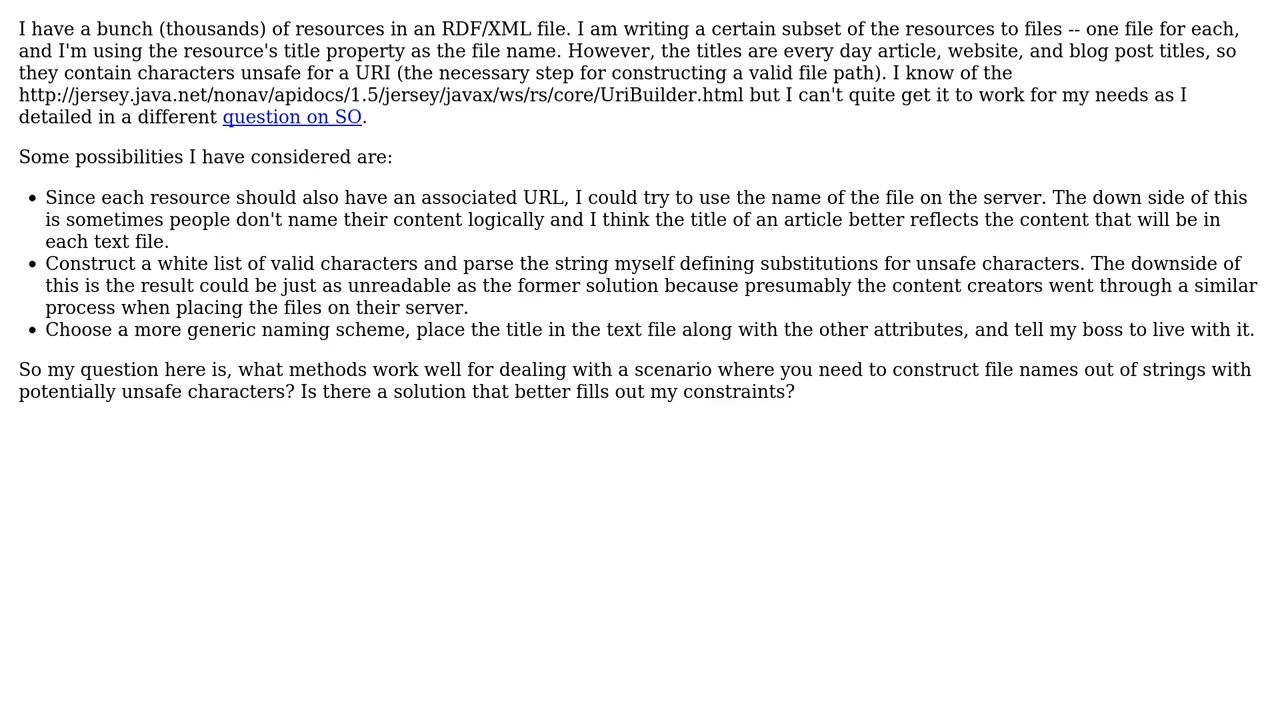 I have a bunch (thousands) of resources in an RDF/XML file. I am writing a certain subset of the resources to files -- one file for each,
and I'm using the resource's title property as the file name. However, the titles are every day article, website, and blog post titles, so
they contain characters unsafe for a URI (the necessary step for constructing a valid file path). I know of the
http://jersey.java.net/nonav/apidocs/1.5/jersey/javax/ws/rs/core/UriBuilder.html but I can't quite get it to work for my needs as I
detailed in a different question on SO.
Some possibilities I have considered are:
• Since each resource should also have an associated URL, I could try to use the name of the file on the server. The down side of this
is sometimes people don't name their content logically and I think the title of an article better reflects the content that will be in
each text file.
• Construct a white list of valid characters and parse the string myself defining substitutions for unsafe characters. The downside of
this is the result could be just as unreadable as the former solution because presumably the content creators went through a similar
process when placing the files on their server.
• Choose a more generic naming scheme, place the title in the text file along with the other attributes, and tell my boss to live with it.
So my question here is, what methods work well for dealing with a scenario where you need to construct file names out of strings with
potentially unsafe characters? Is there a solution that better fills out my constraints?